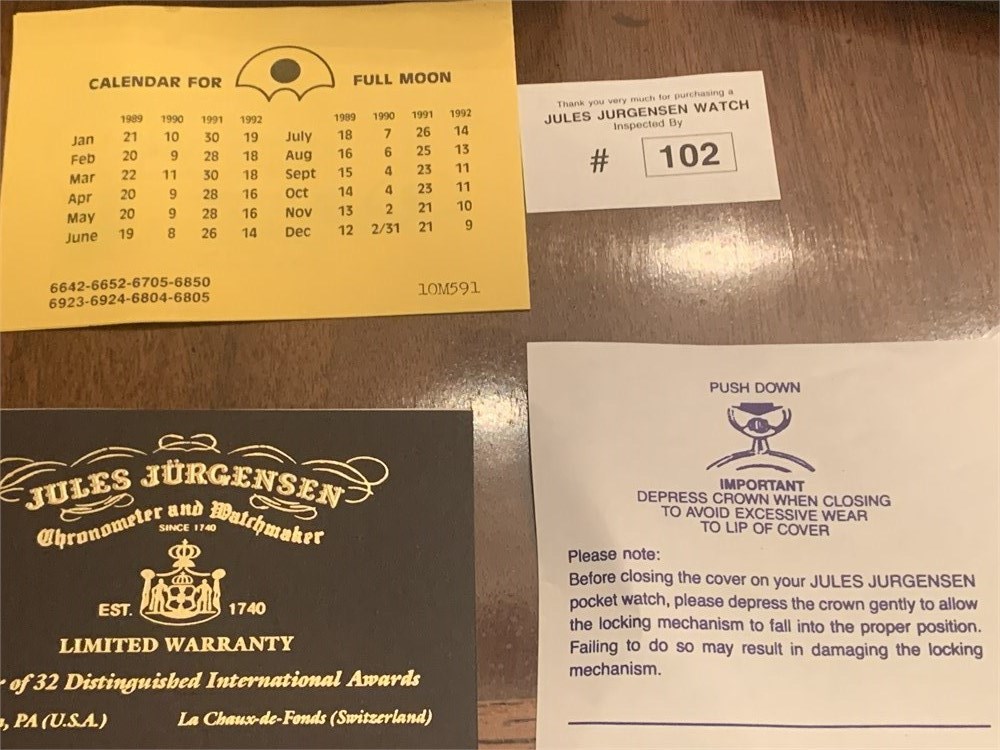 CALENDAR FOR FULL MOON
1989 1990 1991 1992 1989 1990 1991 1992
Jan 21 10 30 19 July 18 7 26 14
Feb 20 9 28 18 Aug 16 6 25 13
Mar 22 11 30 18 Sept 15 4 23 11
Apr 20 9 28 16 Oct 14 4 23 11
May 20 9 28 16 Nov 13 2 21 10
June 19 8 26 14 Dec 12 2/31 21 9
6642-6652-6705-6850
6923-6924-6804-6805
10M591
Thank you very much for purchasing a
JULES JURGENSEN WATCH
Inspected By
# 102
JULES JÜRGENSEN
Chronometer and Watchmaker
SINCE 1740
EST. 1740
LIMITED WARRANTY
of 32 Distinguished International Awards
, PA (U.S.A.) La Chaux-de-Fonds (Switzerland)
PUSH DOWN
IMPORTANT
DEPRESS CROWN WHEN CLOSING
TO AVOID EXCESSIVE WEAR
TO LIP OF COVER
Please note:
Before closing the cover on your JULES JURGENSEN
pocket watch, please depress the crown gently to allow
the locking mechanism to fall into the proper position.
Failing to do so may result in damaging the locking
mechanism.